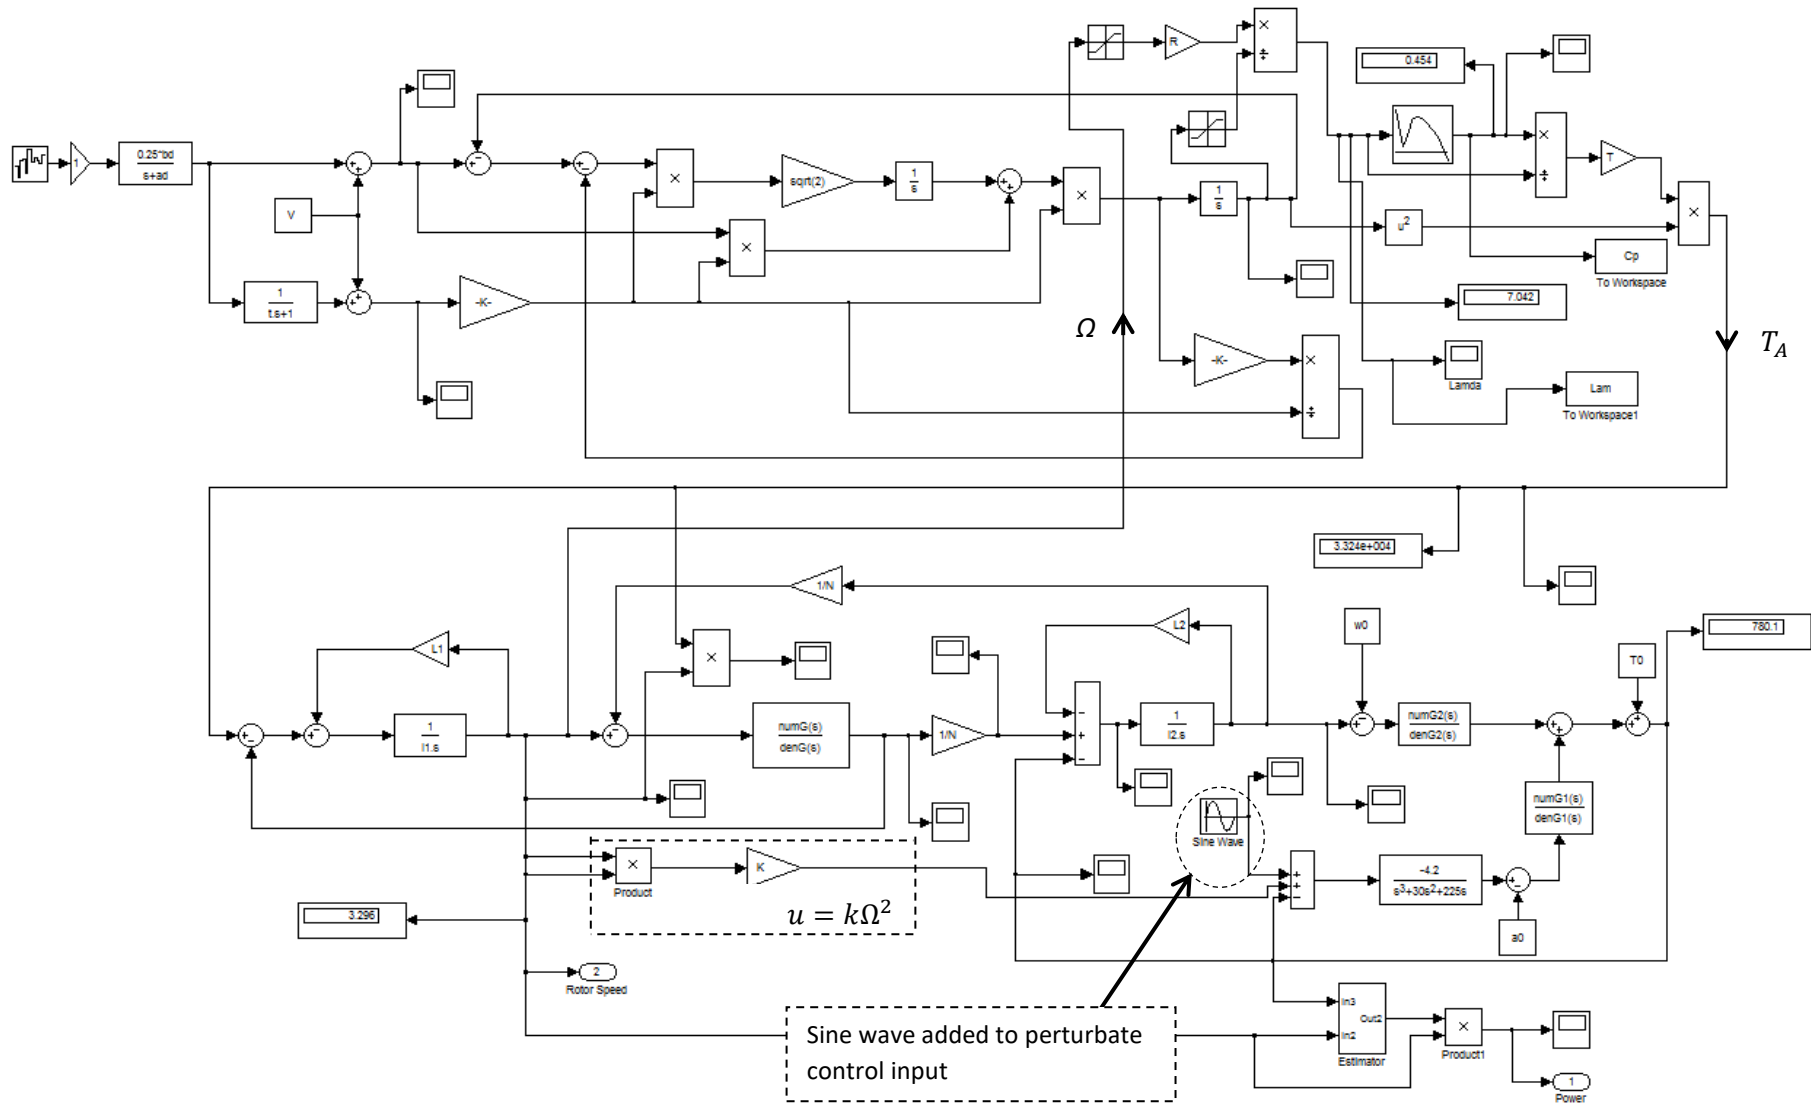 R
×
÷
0.454
1
0.25*bd
s+ad
+
+
−
+
−
×
sqrt(2)
1
s
+
+
×
1
s
×
÷
T
×
V
×
u²
Cp
To Workspace
1
t.s+1
+
+
-K-
7.042
Ω
-K-
×
÷
T_A
Lamda
Lam
To Workspace1
3.324e+004
1/N
L2
w0
780.1
L1
×
T0
+
−
+
−
1
I1.s
+
−
numG(s)
denG(s)
1/N
−
+
−
1
I2.s
+
−
numG2(s)
denG2(s)
+
+
+
+
numG1(s)
denG1(s)
Sine Wave
×
Product
K
+
+
−
-4.2
s³+30s²+225s
+
−
u = kΩ²
3.296
a0
2
Rotor Speed
Sine wave added to perturbate
control input
In3
Out2
In2
Estimator
×
Product1
1
Power